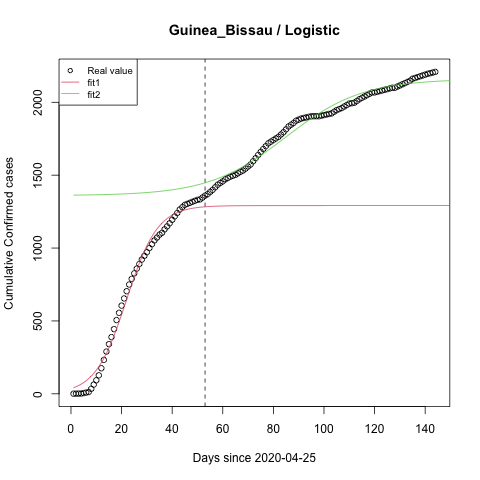 Guinea_Bissau / Logistic
Real value
fit1
fit2
Cumulative Confirmed cases
0
500
1000
1500
2000
0 20 40 60 80 100 120 140
Days since 2020-04-25